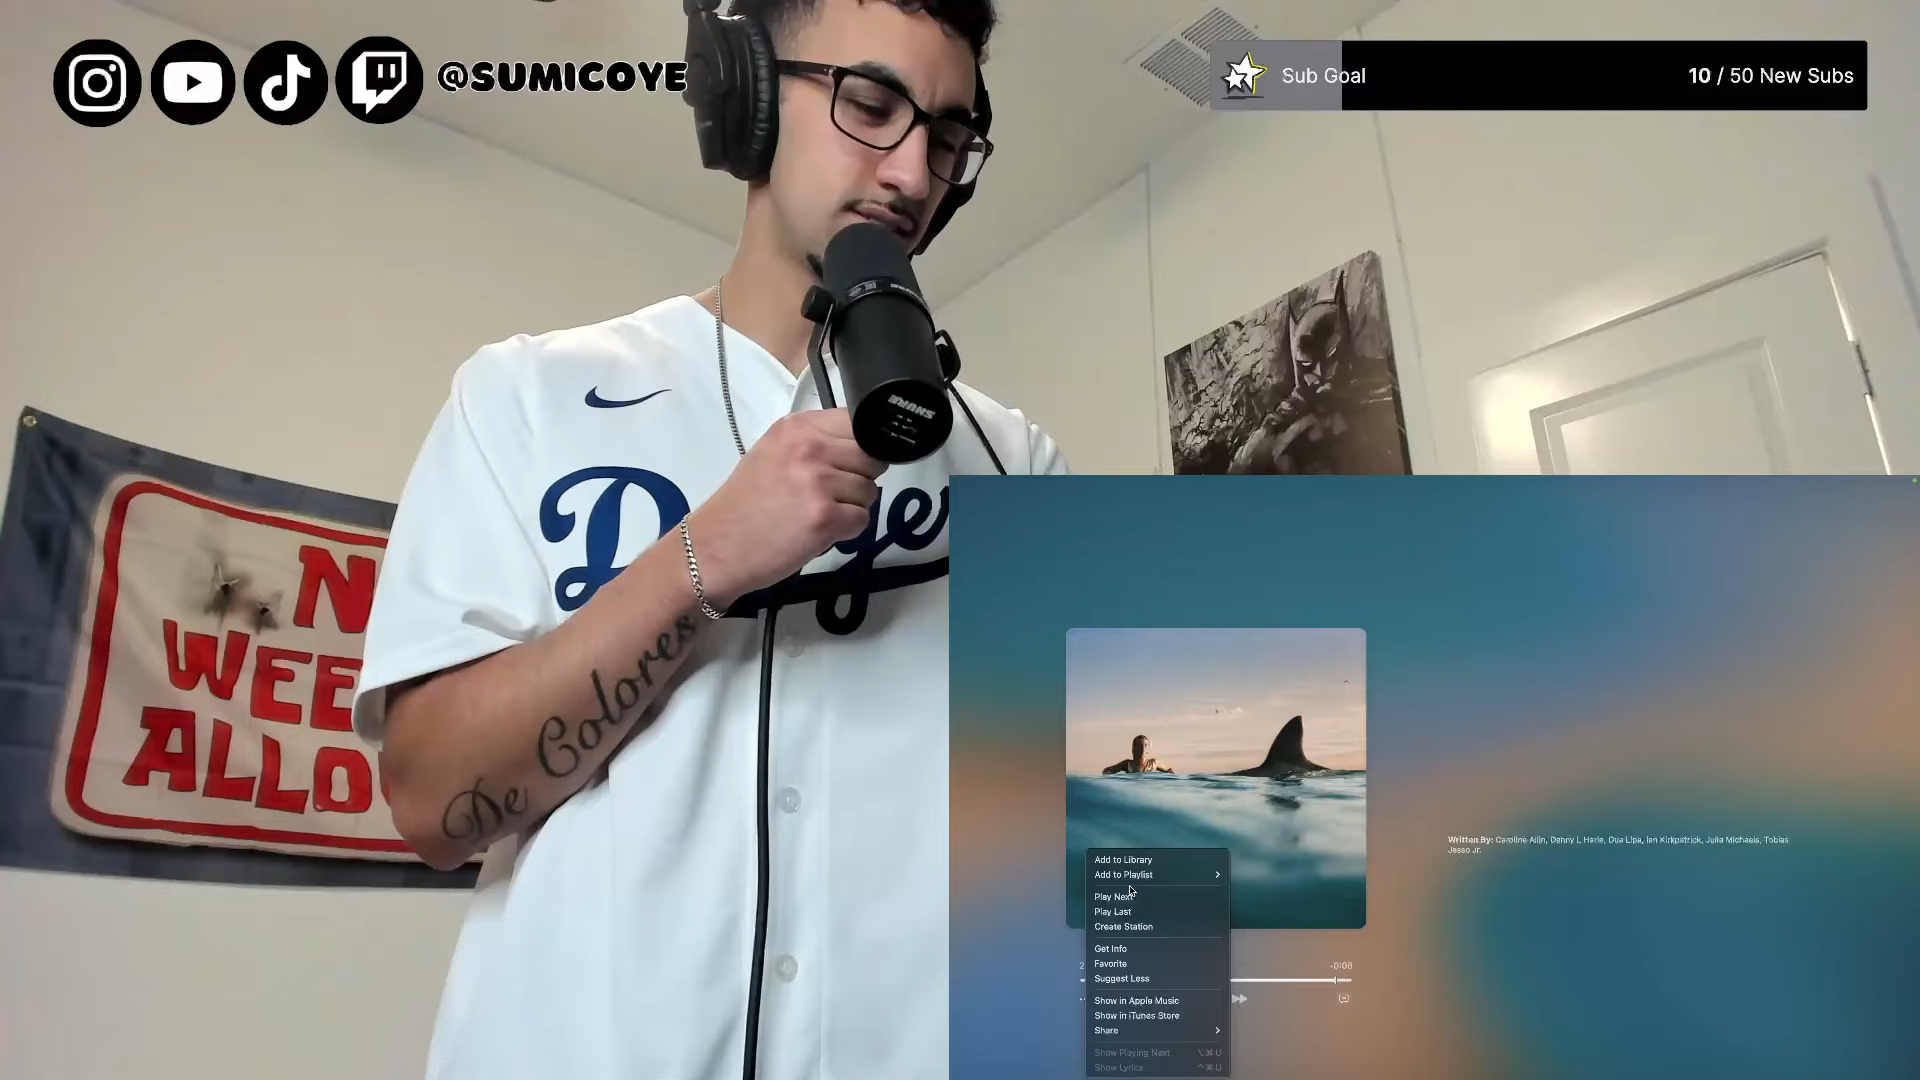 @SUMICOYE
Sub Goal
10 / 50 New Subs
SHURE
N
WEE
ALLO
De Colores
Written By: Caroline Ailin, Danny L Harle, Dua Lipa, Ian Kirkpatrick, Julia Michaels, Tobias
Jesso Jr.
Add to Library
Add to Playlist
Play Next
Play Last
Create Station
Get Info
Favorite
Suggest Less
-0:08
Show in Apple Music
Show in iTunes Store
Share
Show Playing Next ⌥⌘U
Show Lyrics ^⌘U